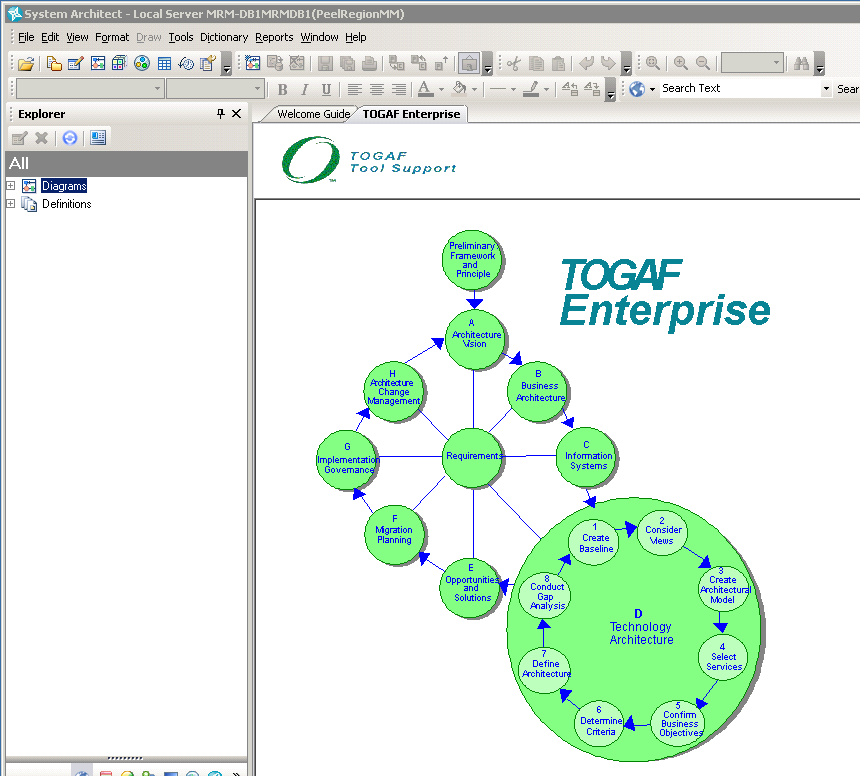 System Architect - Local Server MRM-DB1MRMDB1(PeelRegionMM)
File Edit View Format Draw Tools Dictionary Reports Window Help
B I U A Search Text Sear
Explorer
Welcome Guide TOGAF Enterprise
All
Diagrams
Definitions
TOGAF
Tool Support
TM
TOGAF
Enterprise
Preliminary
Framework
and
Principle
A
Architecture
Vision
B
Business
Architecture
C
Information
Systems
H
Architecture
Change
Management
G
Implementation
Governance
Requirements
F
Migration
Planning
E
Opportunities
and
Solutions
D
Technology
Architecture
1
Create
Baseline
2
Consider
Views
3
Create
Architectural
Model
4
Select
Services
5
Confirm
Business
Objectives
6
Determine
Criteria
7
Define
Architecture
8
Conduct
Gap
Analysis